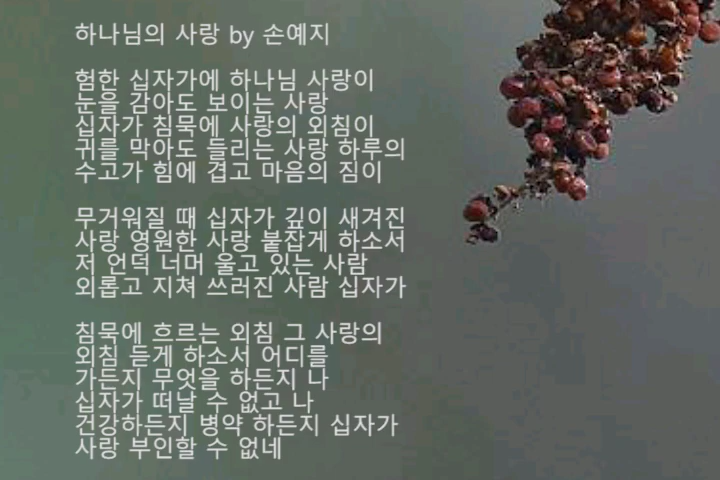 하나님의 사랑 by 손예지
험한 십자가에 하나님 사랑이
눈을 감아도 보이는 사랑
십자가 침묵에 사랑의 외침이
귀를 막아도 들리는 사랑 하루의
수고가 힘에 겹고 마음의 짐이
무거워질 때 십자가 깊이 새겨진
사랑 영원한 사랑 붙잡게 하소서
저 언덕 너머 울고 있는 사람
외롭고 지쳐 쓰러진 사람 십자가
침묵에 흐르는 외침 그 사랑의
외침 듣게 하소서 어디를
가든지 무엇을 하든지 나
십자가 떠날 수 없고 나
건강하든지 병약 하든지 십자가
사랑 부인할 수 없네